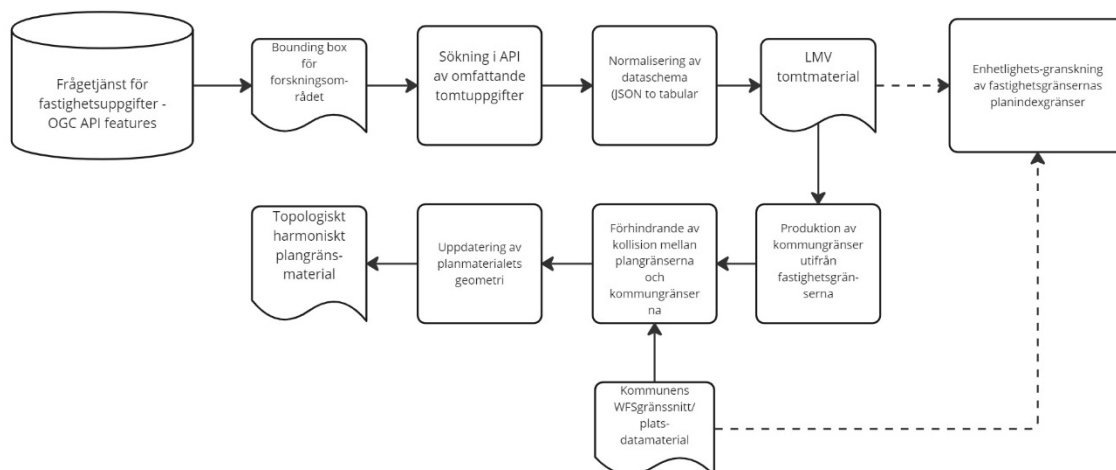 Frågetjänst för
fastighetsuppgifter -
OGC API features
Bounding box
för
forskningsom-
rådet
Sökning i API
av omfattande
tomtuppgifter
Normalisering av
dataschema
(JSON to tabular
LMV
tomtmaterial
Enhetlighets-granskning
av fastighetsgränsernas
planindexgränser
Topologiskt
harmoniskt
plangräns-
material
Uppdatering av
planmaterialets
geometri
Förhindrande av
kollision mellan
plangränserna
och
kommungränser
na
Produktion av
kommungränser
utifrån
fastighetsgrän-
serna
Kommunens
WFSgränssnitt/
plats-
datamaterial